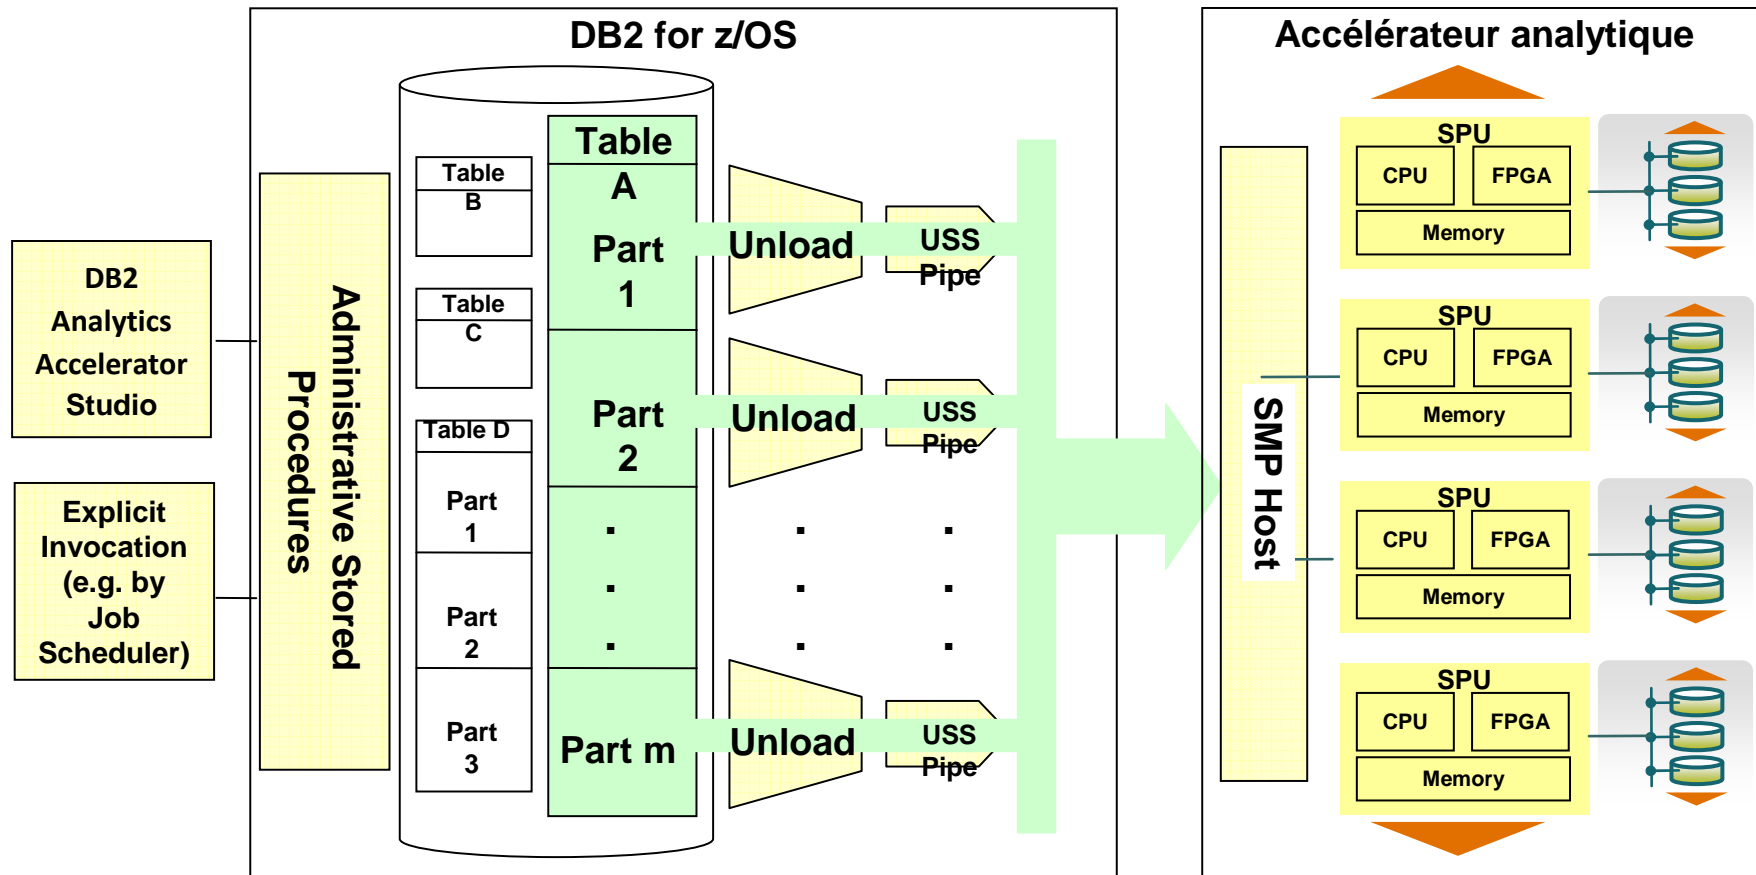 DB2 for z/OS
Accélérateur analytique
DB2
Analytics
Accelerator
Studio
Explicit
Invocation
(e.g. by
Job
Scheduler)
Administrative Stored
Procedures
Table
B
Table
C
Table D
Part
1
Part
2
Part
3
Table
A
Part
1
Part
2
.
.
.
Part m
Unload
USS
Pipe
Unload
USS
Pipe
. .
. .
. .
Unload
USS
Pipe
SMP Host
SPU
CPU FPGA
Memory
SPU
CPU FPGA
Memory
SPU
CPU FPGA
Memory
SPU
CPU FPGA
Memory